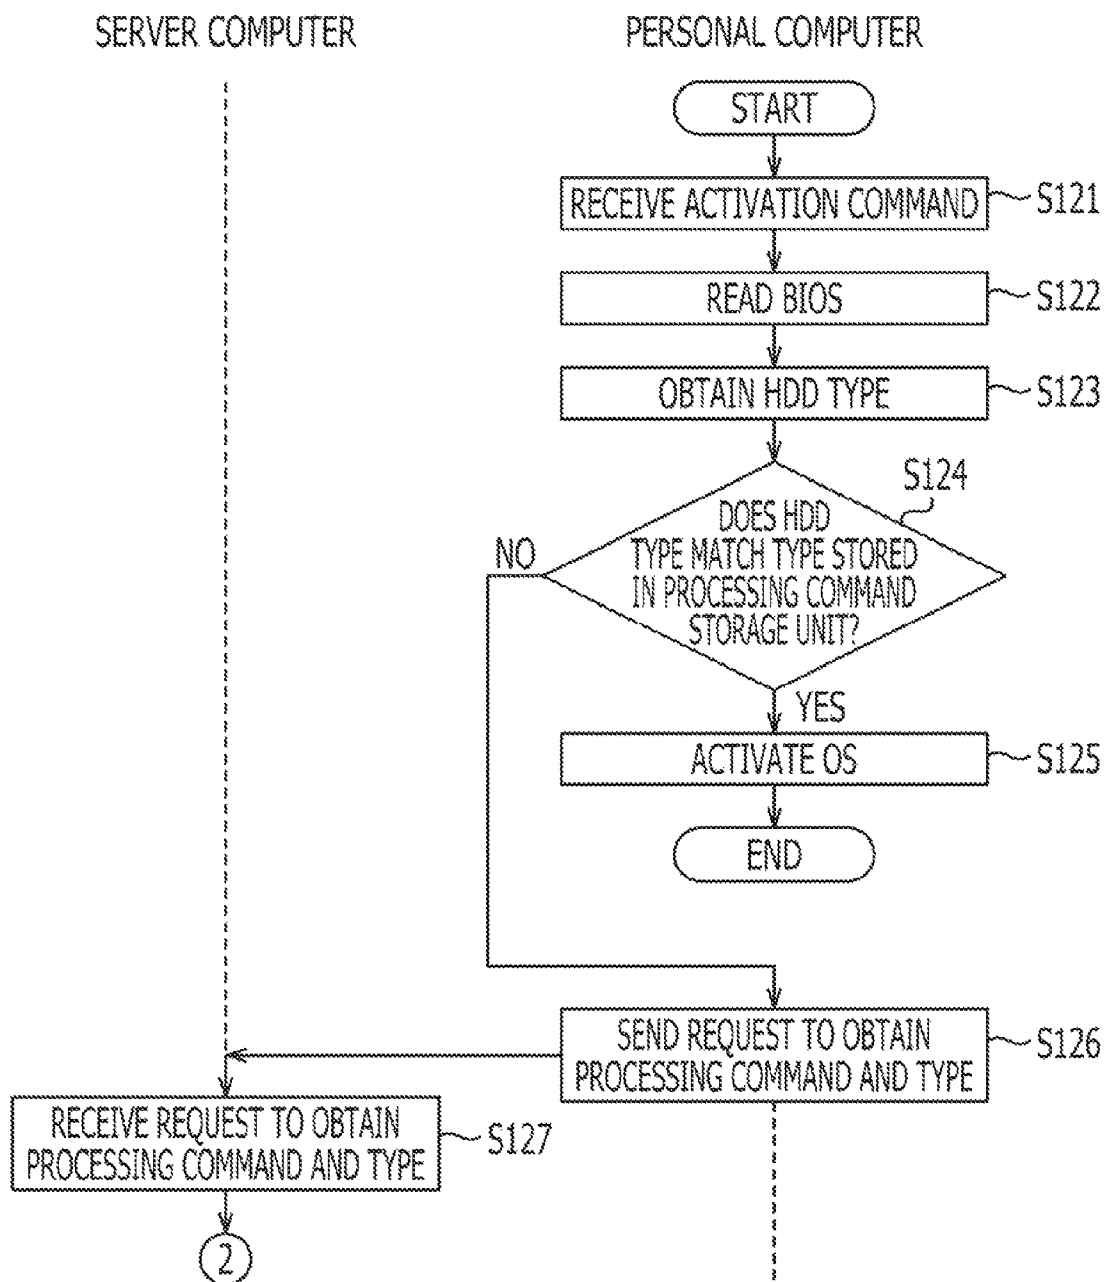 SERVER COMPUTER
PERSONAL COMPUTER
START
RECEIVE ACTIVATION COMMAND
S121
READ BIOS
S122
OBTAIN HDD TYPE
S123
S124
DOES HDD
TYPE MATCH TYPE STORED
IN PROCESSING COMMAND
STORAGE UNIT?
NO
YES
ACTIVATE OS
S125
END
SEND REQUEST TO OBTAIN
PROCESSING COMMAND AND TYPE
S126
RECEIVE REQUEST TO OBTAIN
PROCESSING COMMAND AND TYPE
S127
2